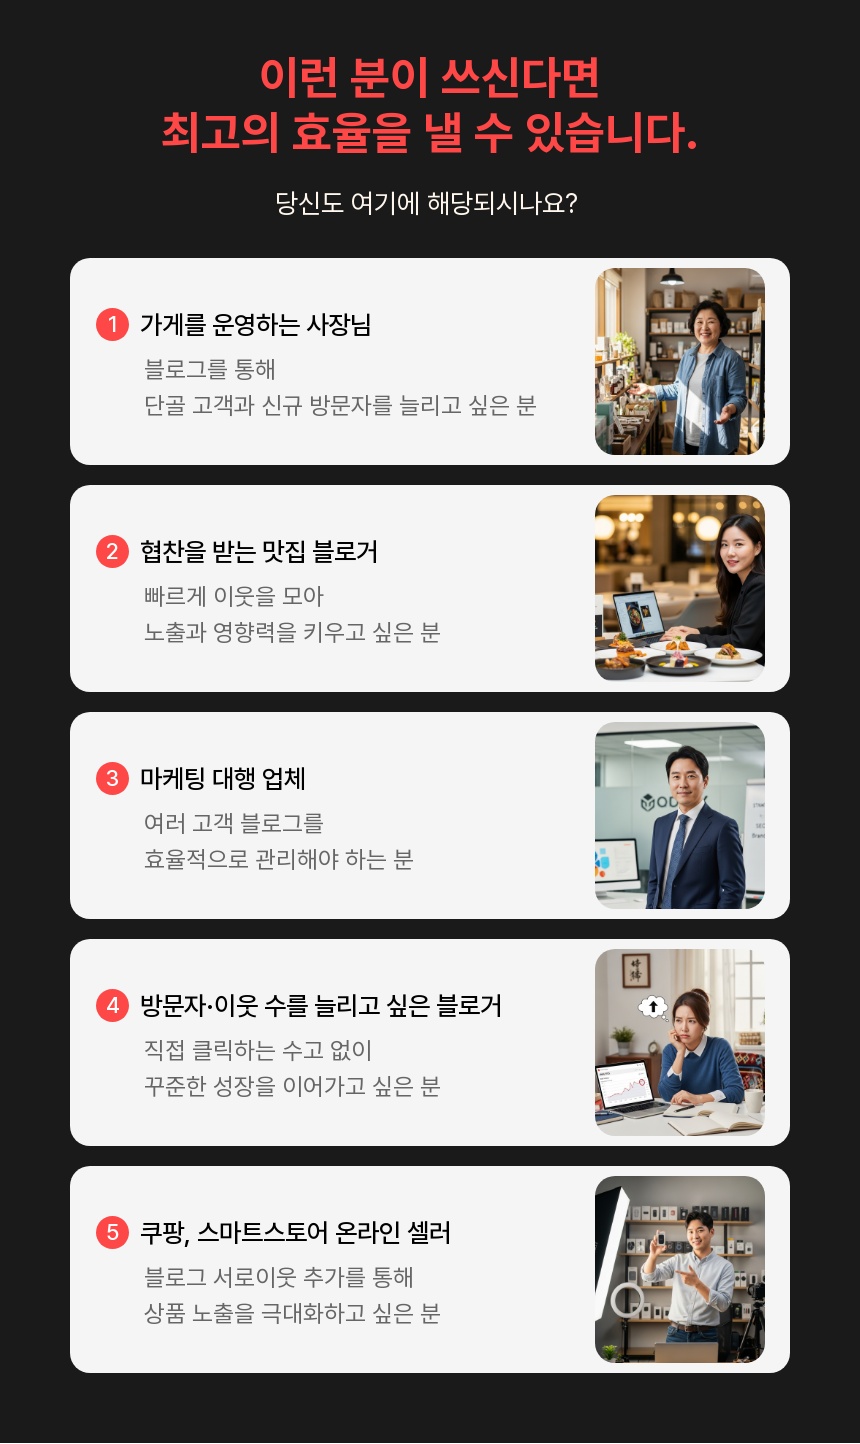 이런 분이 쓰신다면
최고의 효율을 낼 수 있습니다.
당신도 여기에 해당되시나요?
1 가게를 운영하는 사장님
블로그를 통해
단골 고객과 신규 방문자를 늘리고 싶은 분
2 협찬을 받는 맛집 블로거
빠르게 이웃을 모아
노출과 영향력을 키우고 싶은 분
3 마케팅 대행 업체
여러 고객 블로그를
효율적으로 관리해야 하는 분
4 방문자·이웃 수를 늘리고 싶은 블로거
직접 클릭하는 수고 없이
꾸준한 성장을 이어가고 싶은 분
5 쿠팡, 스마트스토어 온라인 셀러
블로그 서로이웃 추가를 통해
상품 노출을 극대화하고 싶은 분